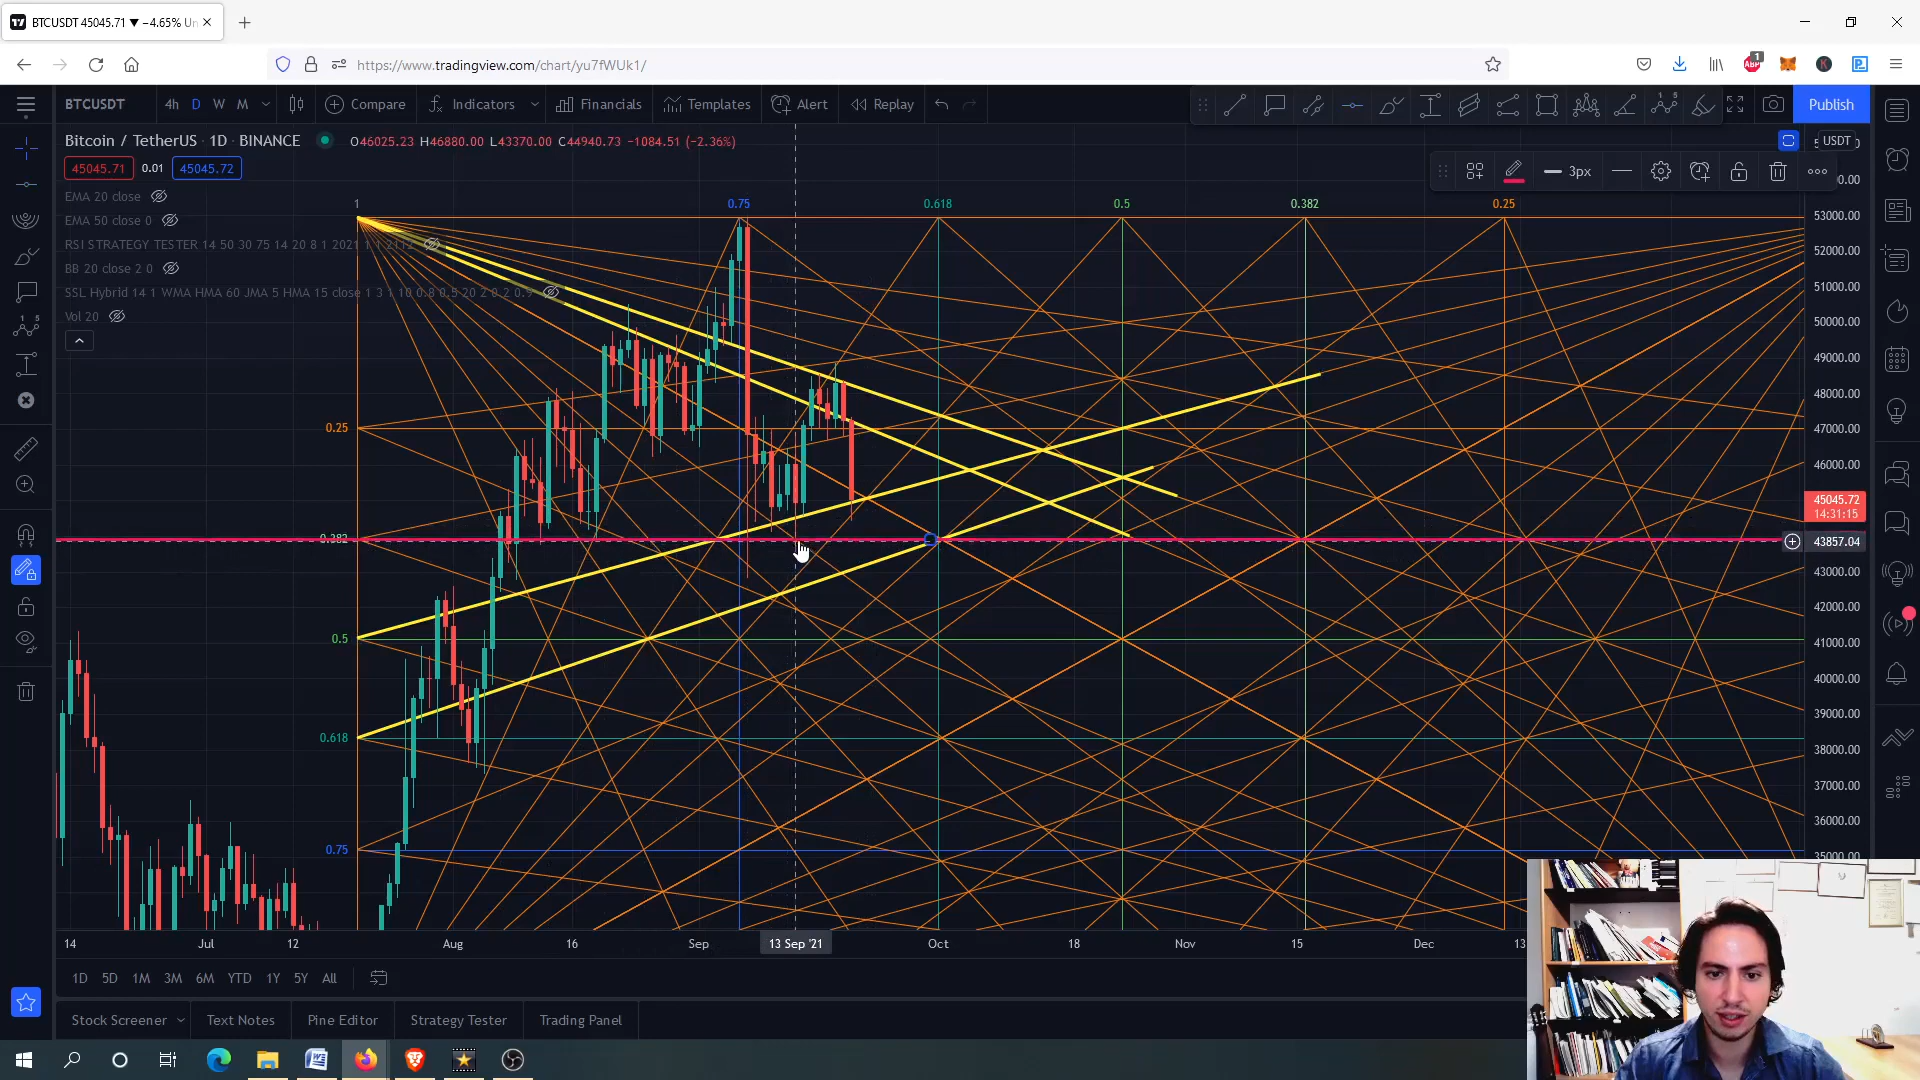 BTCUSDT 45045.71 ▼ −4.65% Un
https://www.tradingview.com/chart/yu7fWUk1/
BTCUSDT 4h D W M Compare Indicators Financials Templates Alert Replay Publish
Bitcoin / TetherUS · 1D · BINANCE O46025.23 H46880.00 L43370.00 C44940.73 −1084.51 (−2.36%)
USDT
45045.71 0.01 45045.72
3px
EMA 20 close
EMA 50 close 0
RSI STRATEGY TESTER 14 50 30 75 14 20 8 1 2021 1 1 2112
BB 20 close 2 0
SSL Hybrid 14 1 WMA HMA 60 JMA 5 HMA 15 close 1 3 1 10 0.8 0.5 20 2 0.2 0.9
Vol 20
1 0.75 0.618 0.5 0.382 0.25
0.25
0.382
0.5
0.618
0.75
53000.00
52000.00
51000.00
50000.00
49000.00
48000.00
47000.00
46000.00
45045.72
14:31:15
43857.04
43000.00
42000.00
41000.00
40000.00
39000.00
38000.00
37000.00
36000.00
35000.00
14 Jul 12 Aug 16 Sep 13 Sep '21 Oct 18 Nov 15 Dec 13
1D 5D 1M 3M 6M YTD 1Y 5Y All
Stock Screener Text Notes Pine Editor Strategy Tester Trading Panel